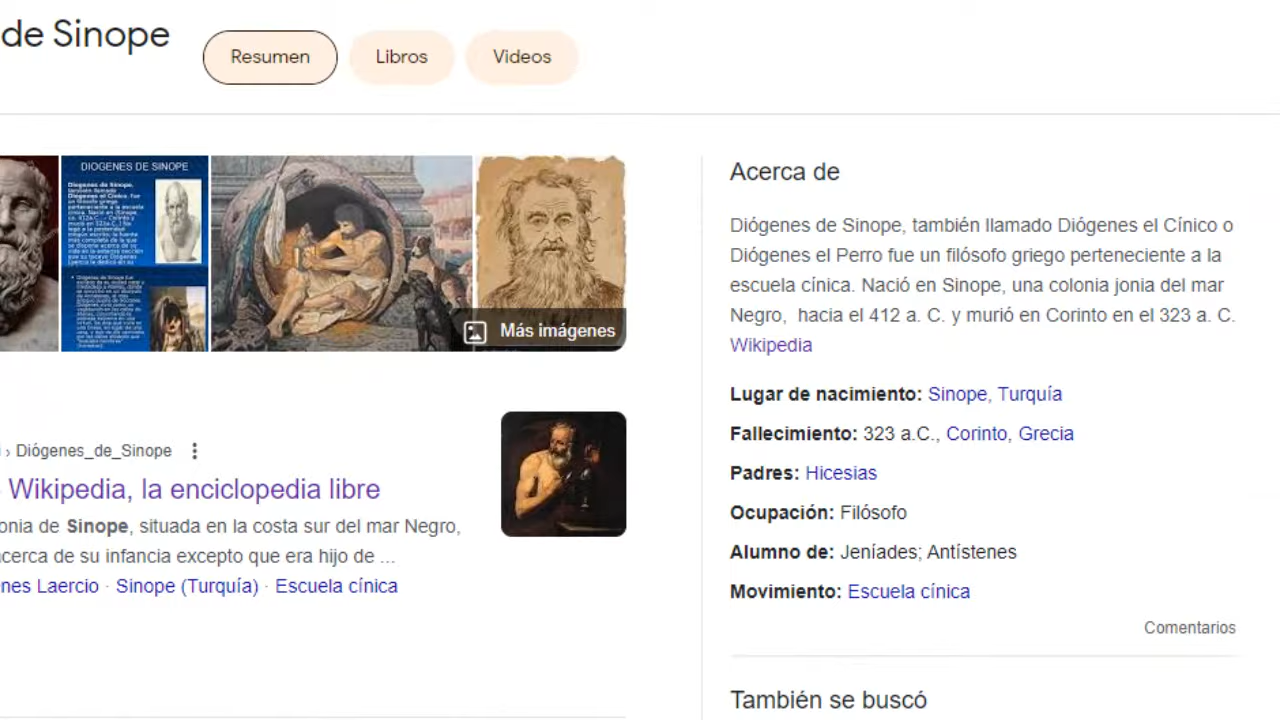 de Sinope
Resumen
Libros
Videos
DIOGENES DE SINOPE
Más imágenes
› Diógenes_de_Sinope
Wikipedia, la enciclopedia libre
onia de Sinope, situada en la costa sur del mar Negro,
acerca de su infancia excepto que era hijo de ...
nes Laercio · Sinope (Turquía) · Escuela cínica
Acerca de
Diógenes de Sinope, también llamado Diógenes el Cínico o
Diógenes el Perro fue un filósofo griego perteneciente a la
escuela cínica. Nació en Sinope, una colonia jonia del mar
Negro, hacia el 412 a. C. y murió en Corinto en el 323 a. C.
Wikipedia
Lugar de nacimiento: Sinope, Turquía
Fallecimiento: 323 a.C., Corinto, Grecia
Padres: Hicesias
Ocupación: Filósofo
Alumno de: Jeníades; Antístenes
Movimiento: Escuela cínica
Comentarios
También se buscó